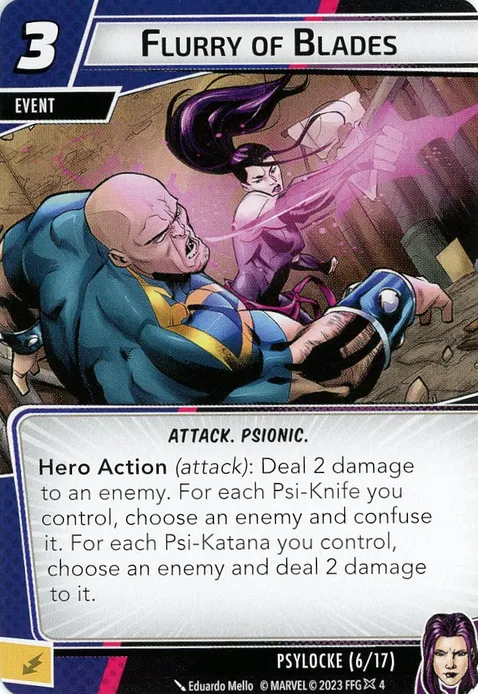 3
FLURRY OF BLADES
EVENT
ATTACK. PSIONIC.
Hero Action (attack): Deal 2 damage
to an enemy. For each Psi-Knife you
control, choose an enemy and confuse
it. For each Psi-Katana you control,
choose an enemy and deal 2 damage
to it.
PSYLOCKE (6/17)
Eduardo Mello © MARVEL © 2023 FFG 4